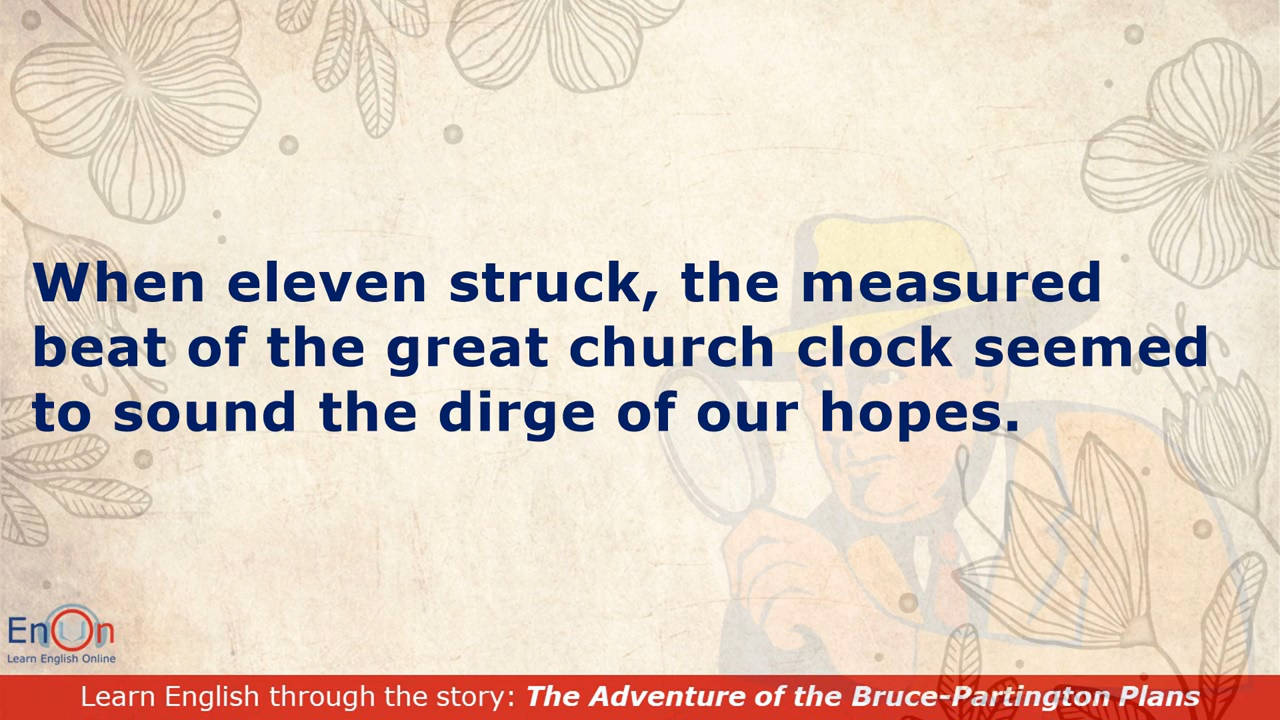 When eleven struck, the measured
beat of the great church clock seemed
to sound the dirge of our hopes.
EnOn
Learn English Online
Learn English through the story: The Adventure of the Bruce-Partington Plans